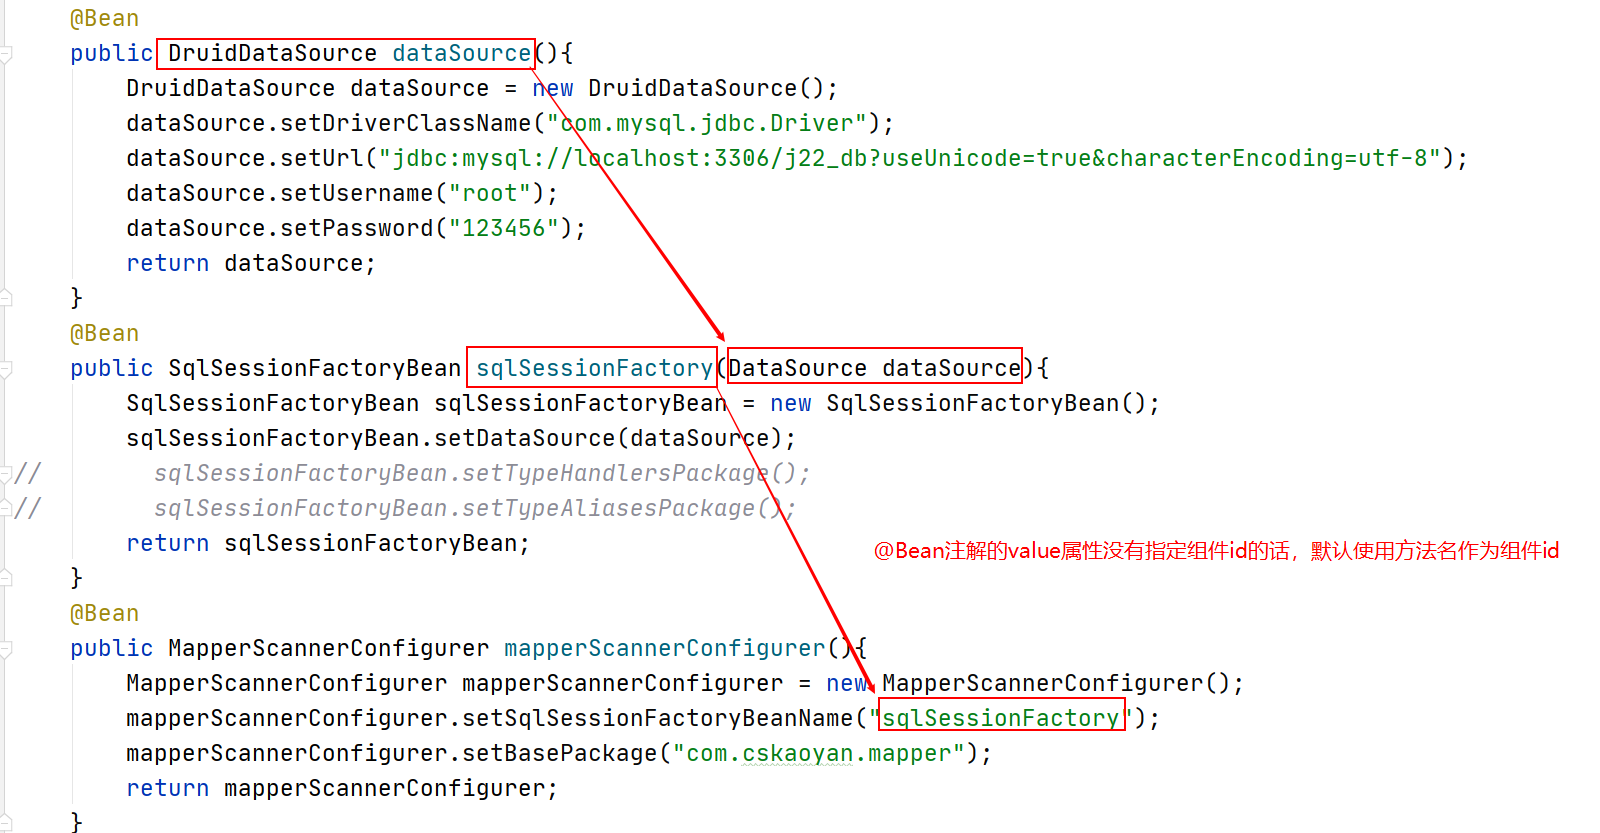 @Bean
public DruidDataSource dataSource(){
DruidDataSource dataSource = new DruidDataSource();
dataSource.setDriverClassName("com.mysql.jdbc.Driver");
dataSource.setUrl("jdbc:mysql://localhost:3306/j22_db?useUnicode=true&characterEncoding=utf-8");
dataSource.setUsername("root");
dataSource.setPassword("123456");
return dataSource;
}
@Bean
public SqlSessionFactoryBean sqlSessionFactory(DataSource dataSource){
SqlSessionFactoryBean sqlSessionFactoryBean = new SqlSessionFactoryBean();
sqlSessionFactoryBean.setDataSource(dataSource);
// sqlSessionFactoryBean.setTypeHandlersPackage();
// sqlSessionFactoryBean.setTypeAliasesPackage();
return sqlSessionFactoryBean;
@Bean注解的value属性没有指定组件id的话，默认使用方法名作为组件id
}
@Bean
public MapperScannerConfigurer mapperScannerConfigurer(){
MapperScannerConfigurer mapperScannerConfigurer = new MapperScannerConfigurer();
mapperScannerConfigurer.setSqlSessionFactoryBeanName("sqlSessionFactory");
mapperScannerConfigurer.setBasePackage("com.cskaoyan.mapper");
return mapperScannerConfigurer;
}